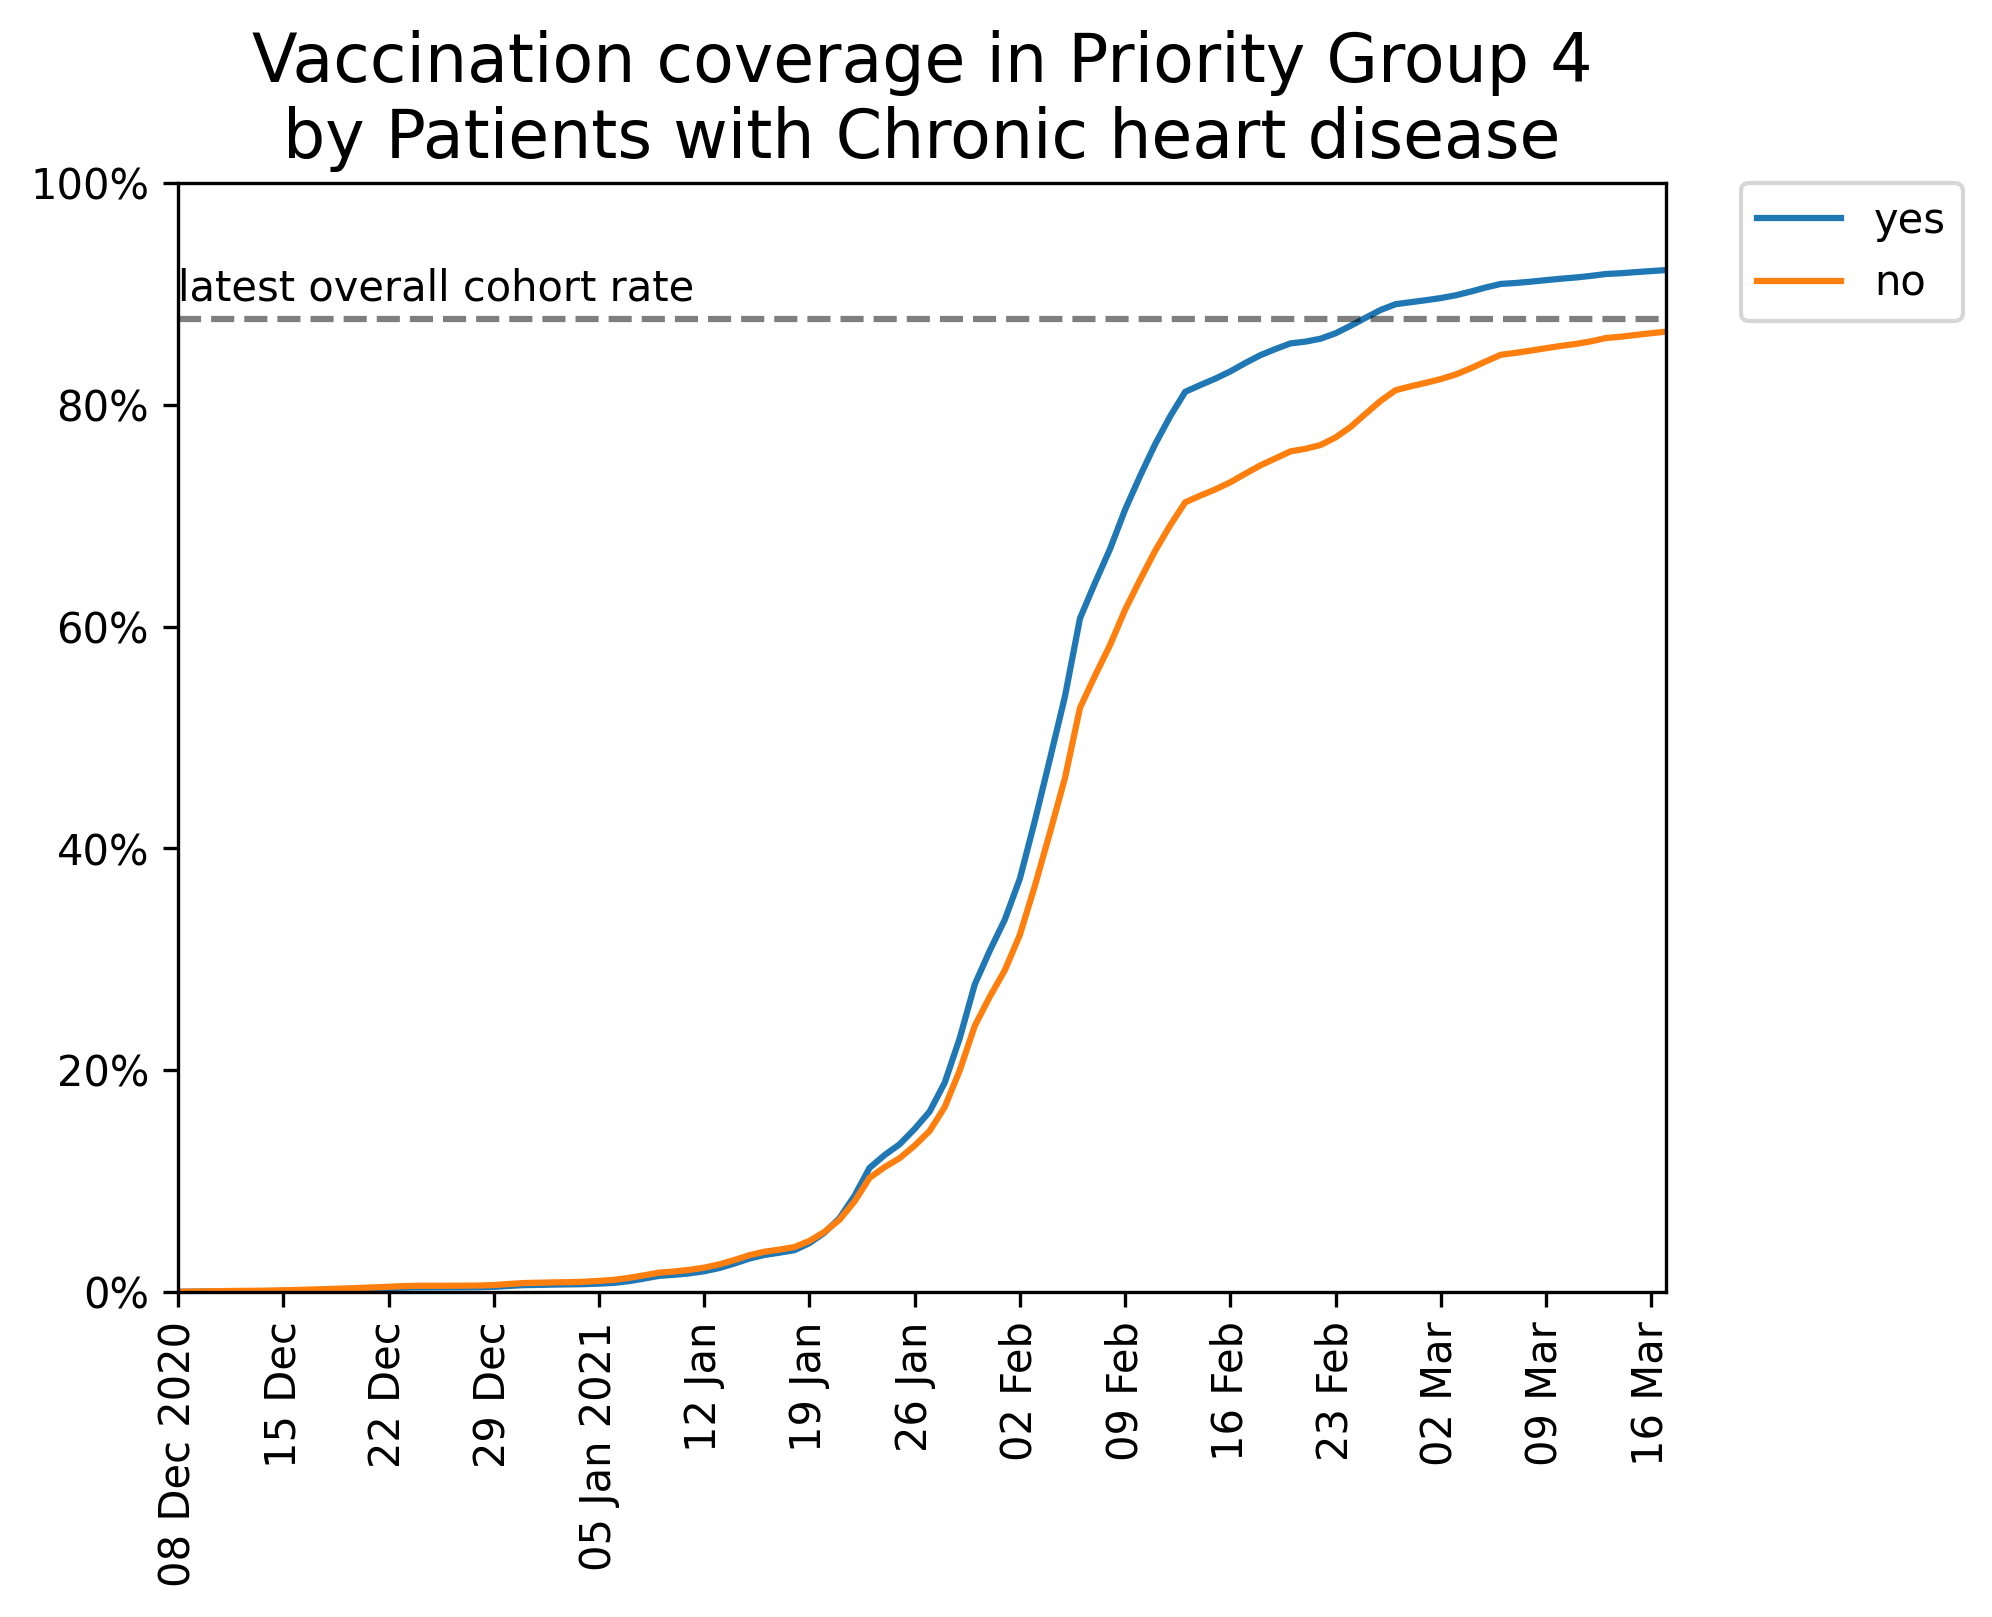 Vaccination coverage in Priority Group 4
by Patients with Chronic heart disease
100%
80%
60%
40%
20%
0%
latest overall cohort rate
yes
no
08 Dec 2020
15 Dec
22 Dec
29 Dec
05 Jan 2021
12 Jan
19 Jan
26 Jan
02 Feb
09 Feb
16 Feb
23 Feb
02 Mar
09 Mar
16 Mar